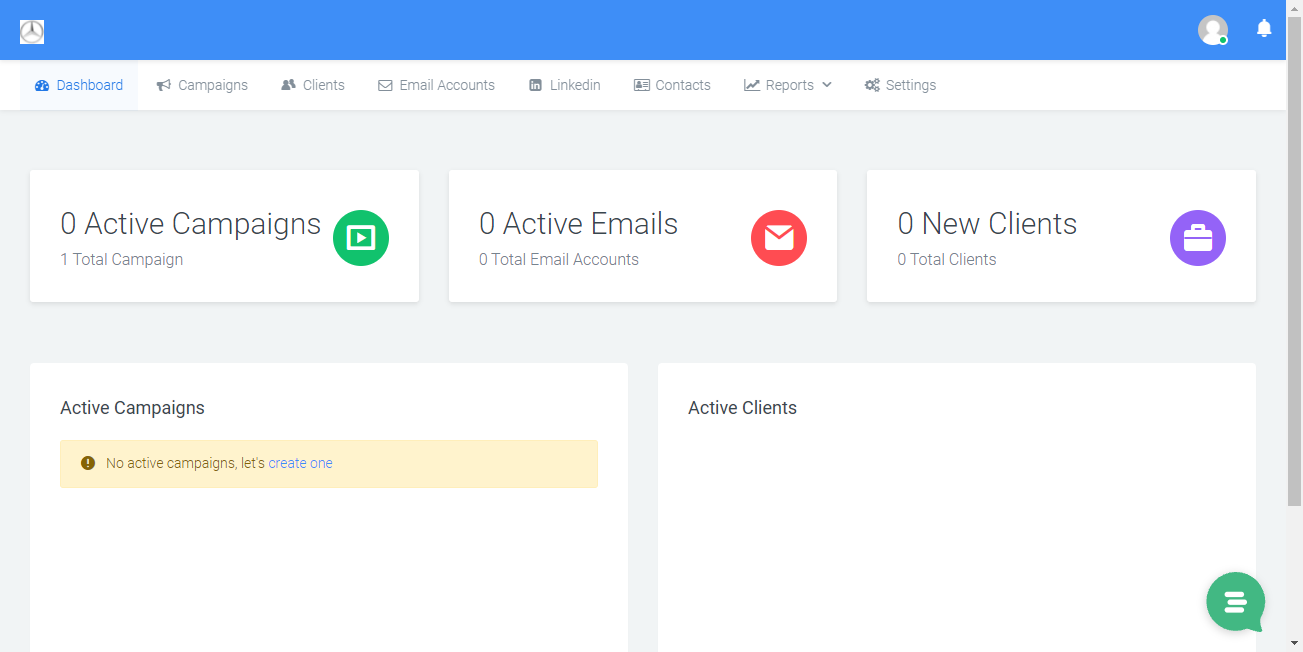 Dashboard Campaigns Clients Email Accounts Linkedin Contacts Reports Settings
0 Active Campaigns
1 Total Campaign
0 Active Emails
0 Total Email Accounts
0 New Clients
0 Total Clients
Active Campaigns
No active campaigns, let's create one
Active Clients